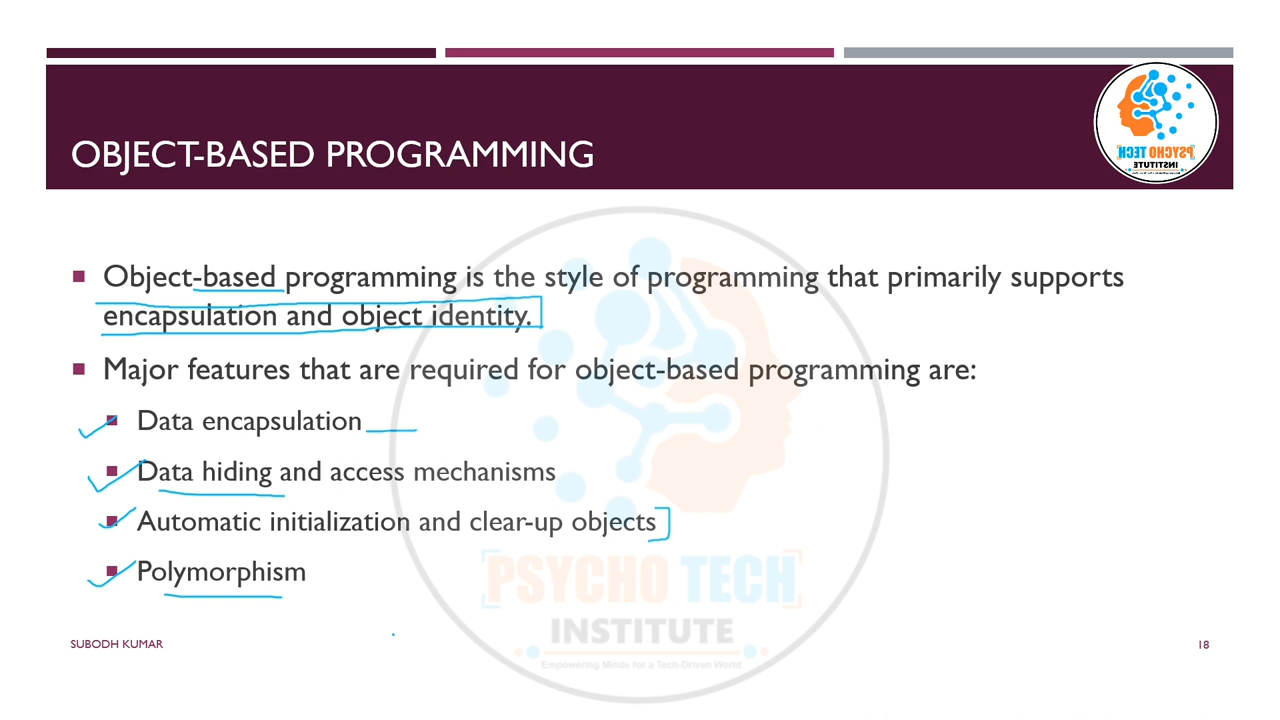 OBJECT-BASED PROGRAMMING
PSYCHO TECH
INSTITUTE
Object-based programming is the style of programming that primarily supports
encapsulation and object identity.
Major features that are required for object-based programming are:
Data encapsulation
Data hiding and access mechanisms
Automatic initialization and clear-up objects
Polymorphism
PSYCHO TECH
INSTITUTE
Empowering Minds for a Tech-Driven World
SUBODH KUMAR
18